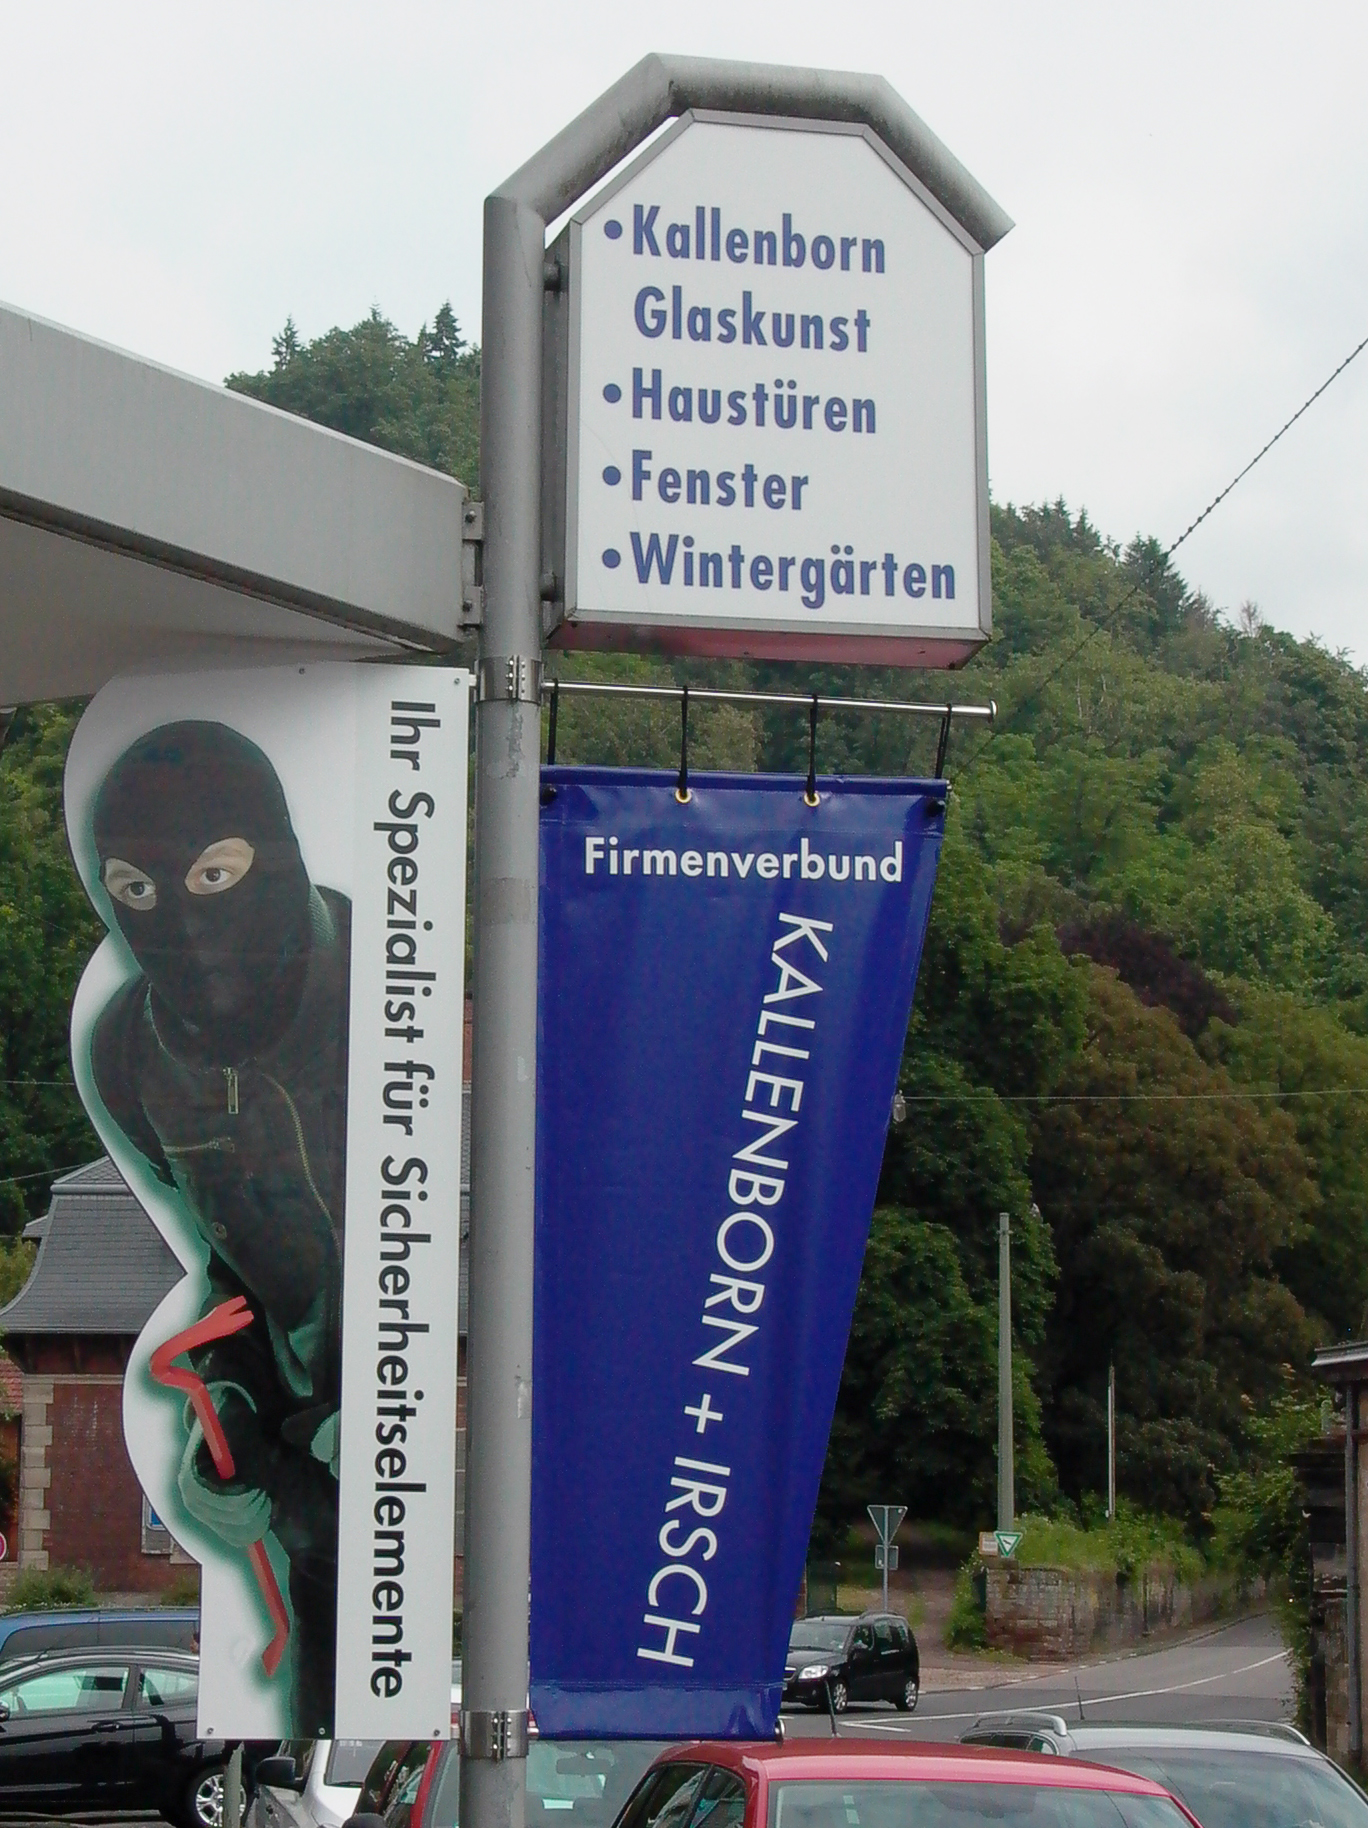 •Kallenborn
Glaskunst
•Haustüren
•Fenster
•Wintergärten
Ihr Spezialist für Sicherheitselemente
Firmenverbund
KALLENBORN + IRSCH